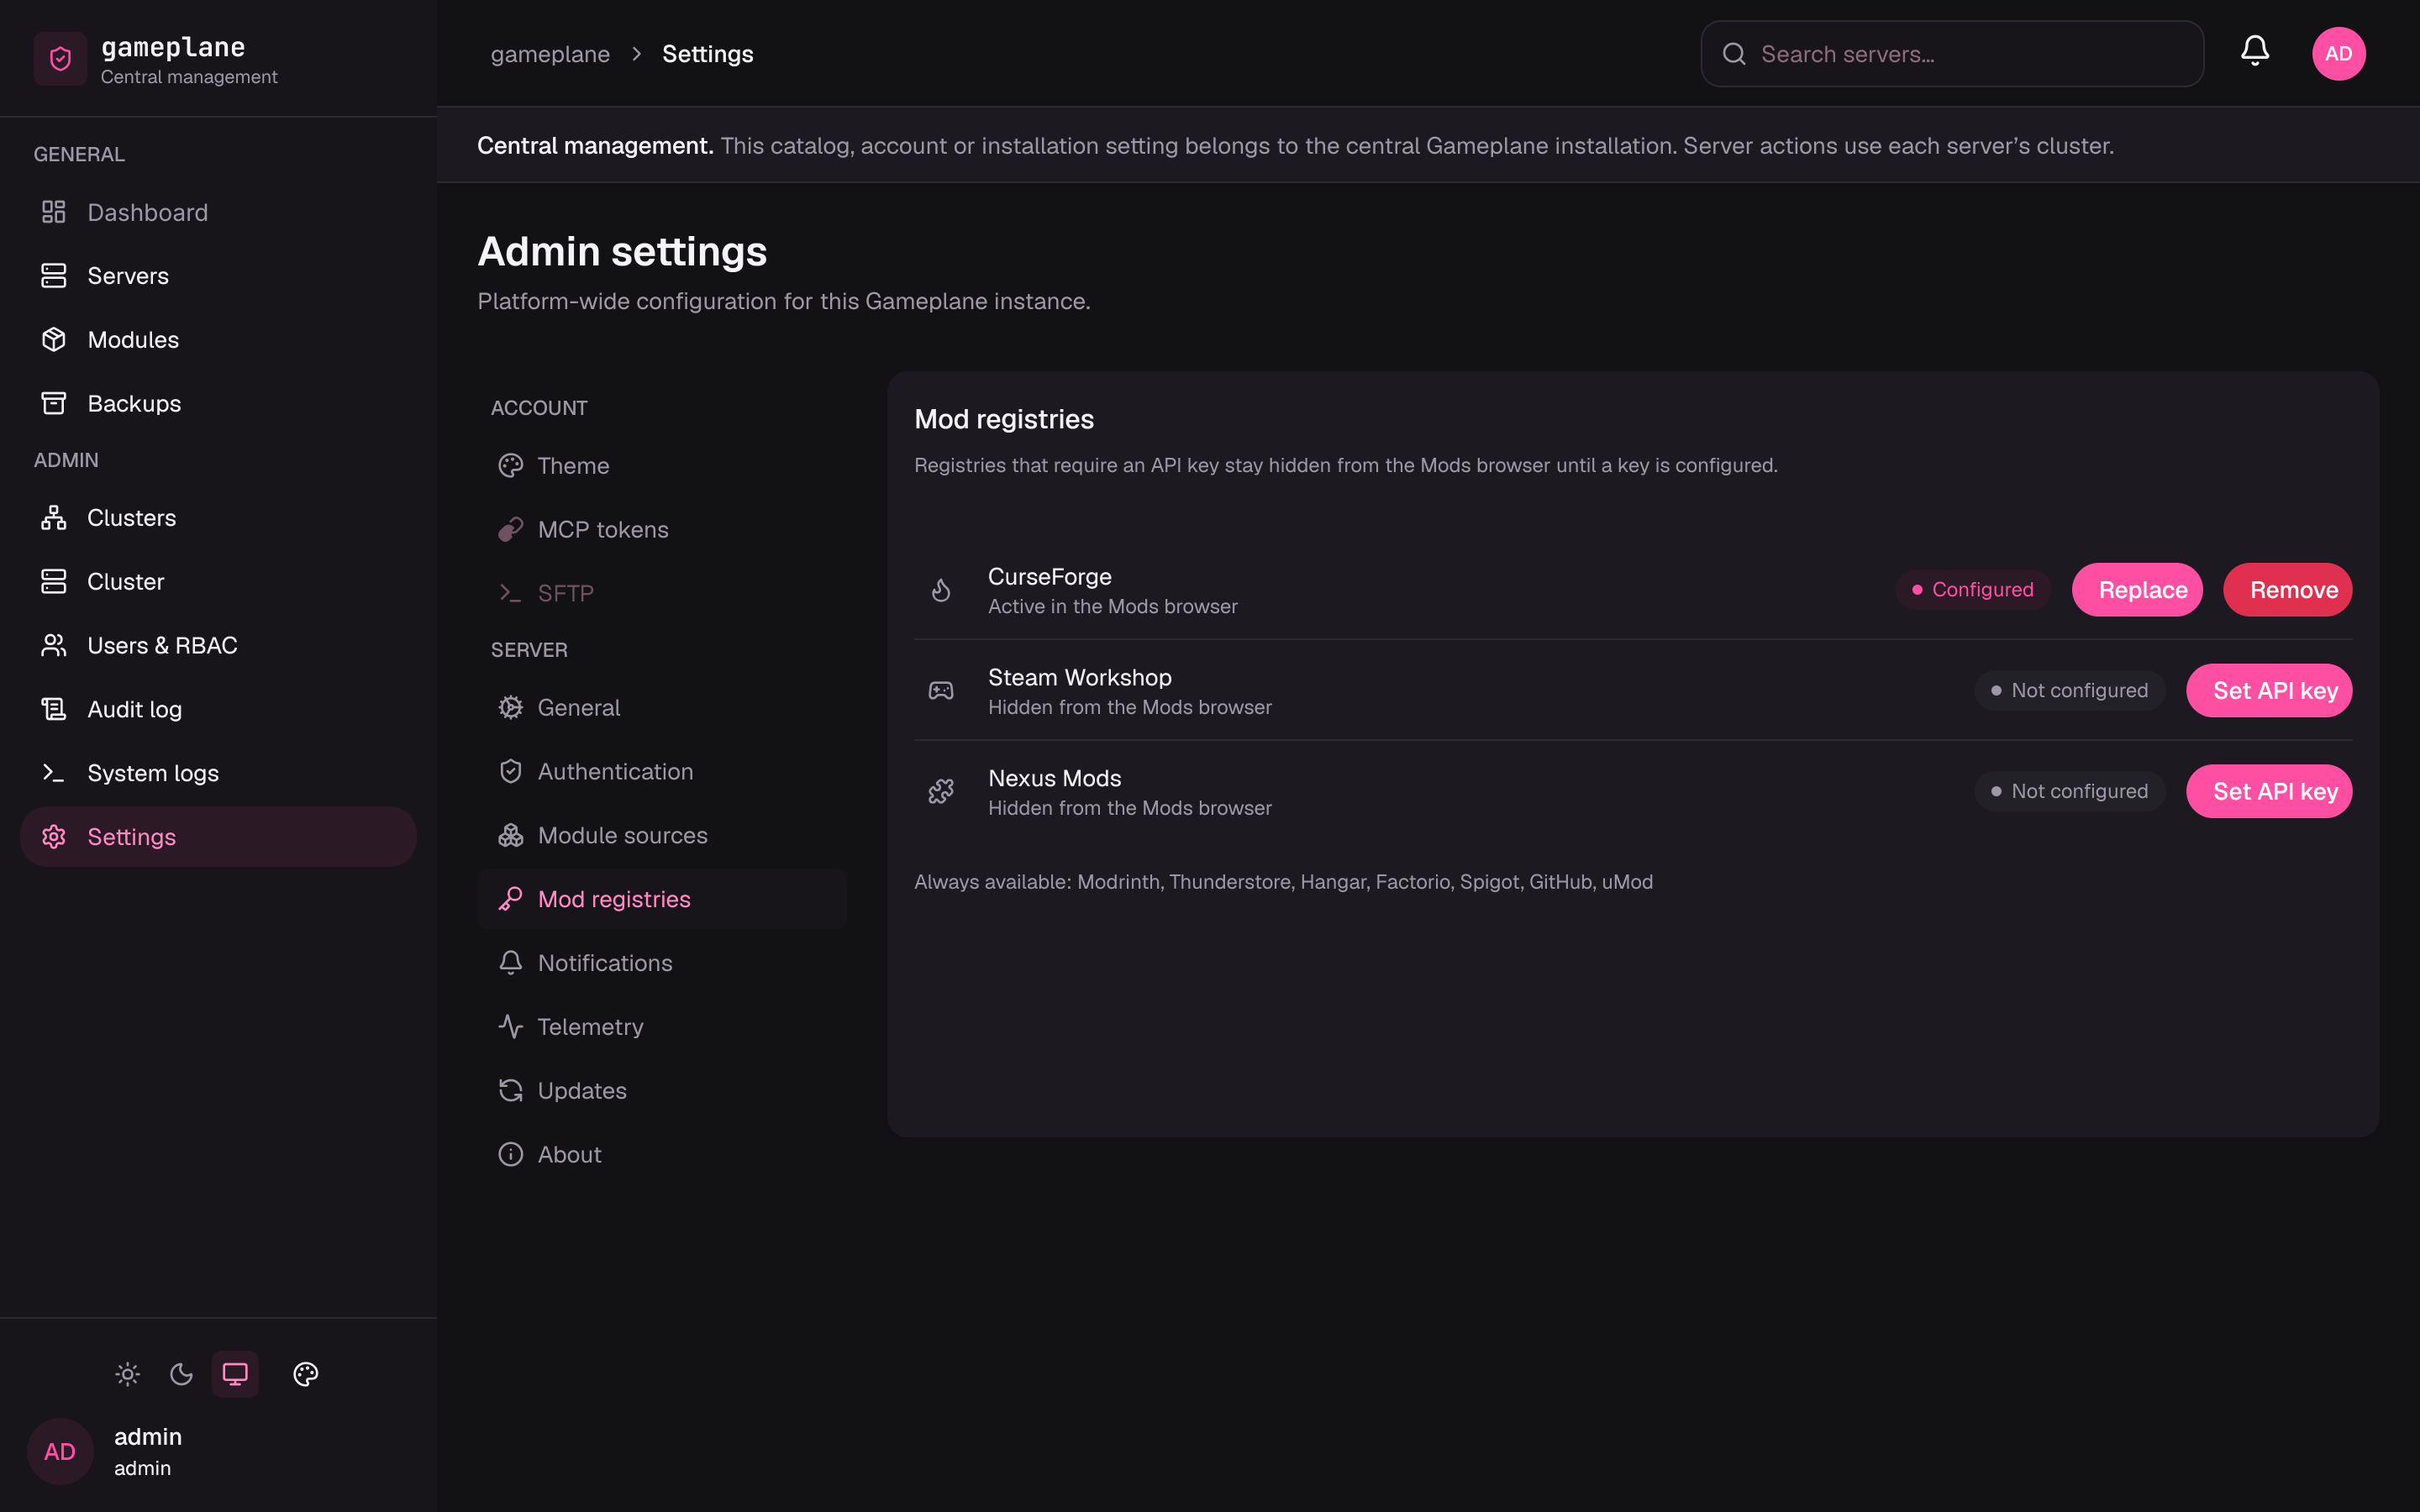 gameplane
Central management
GENERAL
Dashboard
Servers
Modules
Backups
ADMIN
Clusters
Cluster
Users & RBAC
Audit log
System logs
Settings
AD
admin
admin
gameplane
Settings
Search servers...
AD
Central management. This catalog, account or installation setting belongs to the central Gameplane installation. Server actions use each server’s cluster.
Admin settings
Platform-wide configuration for this Gameplane instance.
ACCOUNT
Theme
MCP tokens
SFTP
SERVER
General
Authentication
Module sources
Mod registries
Notifications
Telemetry
Updates
About
Mod registries
Registries that require an API key stay hidden from the Mods browser until a key is configured.
CurseForge
Active in the Mods browser
Configured
Replace
Remove
Steam Workshop
Hidden from the Mods browser
Not configured
Set API key
Nexus Mods
Hidden from the Mods browser
Not configured
Set API key
Always available: Modrinth, Thunderstore, Hangar, Factorio, Spigot, GitHub, uMod